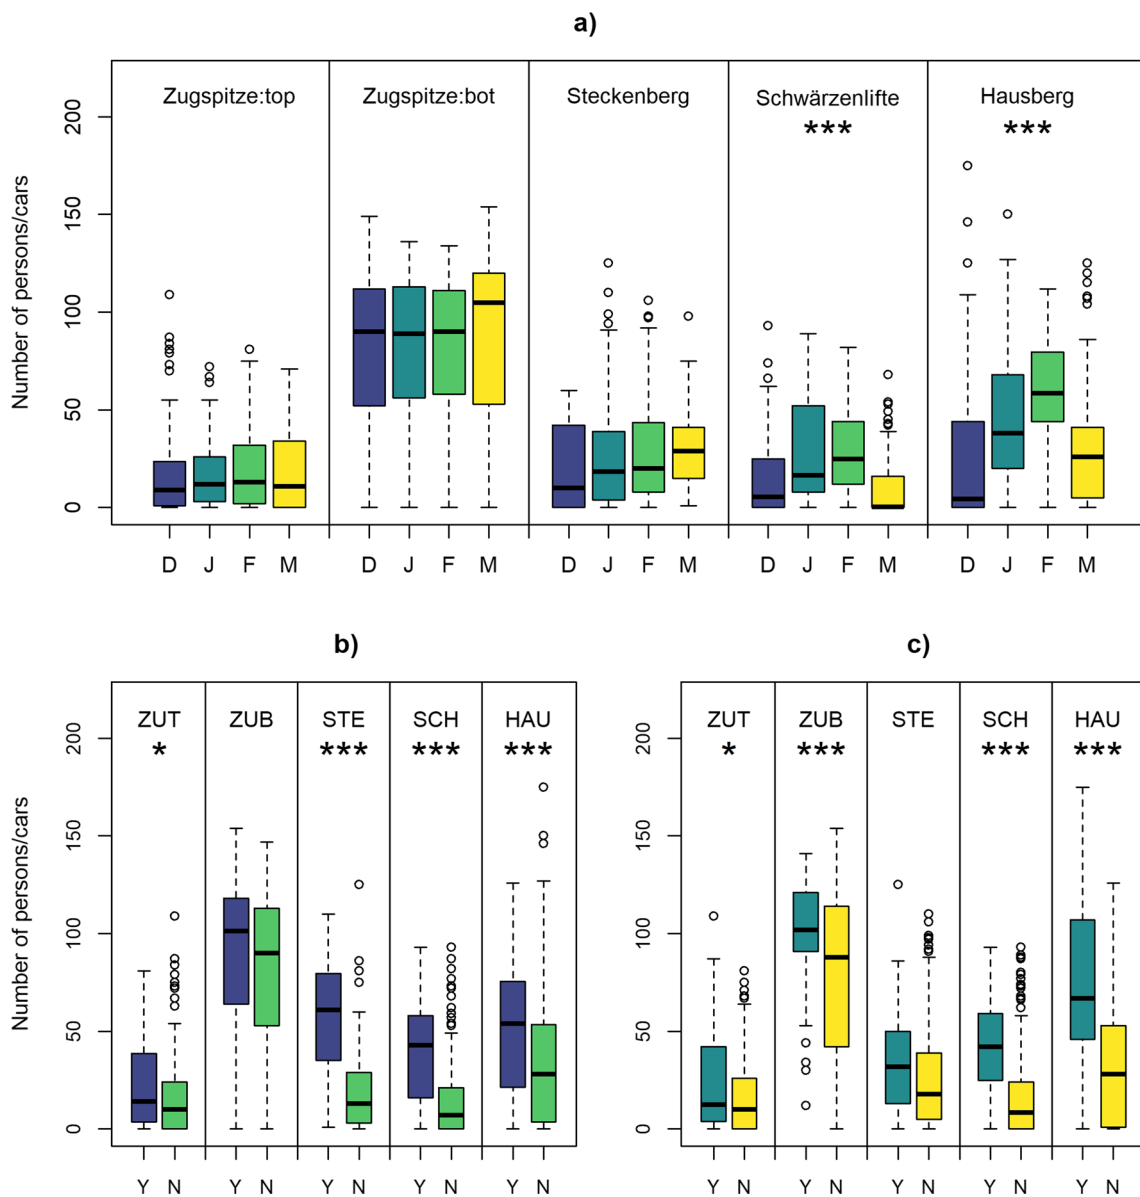 a)
Zugspitze:top Zugspitze:bot Steckenberg Schwärzenlifte Hausberg
*** ***
Number of persons/cars
200
150
100
50
0
D J F M D J F M D J F M D J F M D J F M
b)
ZUT ZUB STE SCH HAU
* *** *** ***
Number of persons/cars
200
150
100
50
0
Y N Y N Y N Y N Y N
c)
ZUT ZUB STE SCH HAU
* *** *** ***
200
150
100
50
0
Y N Y N Y N Y N Y N